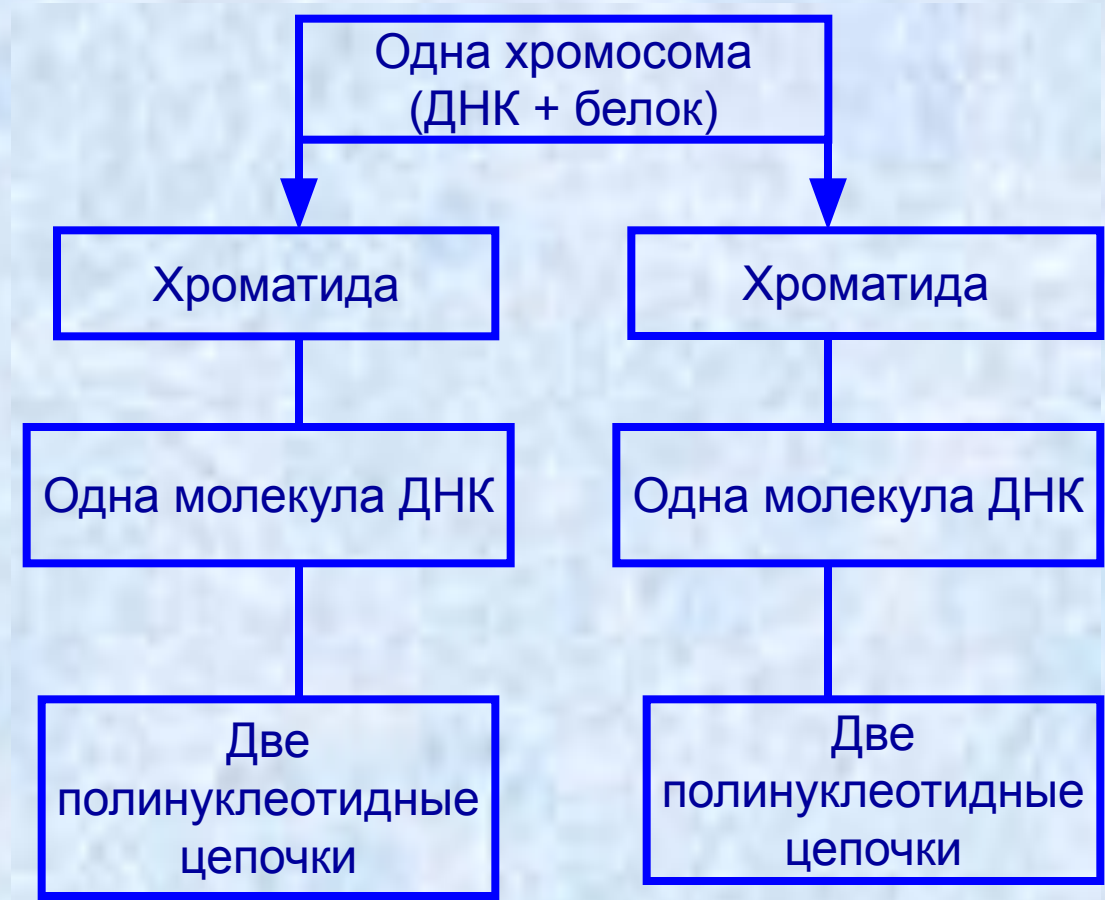 Одна хромосома
(ДНК + белок)
Хроматида
Хроматида
Одна молекула ДНК
Одна молекула ДНК
Две
полинуклеотидные
цепочки
Две
полинуклеотидные
цепочки